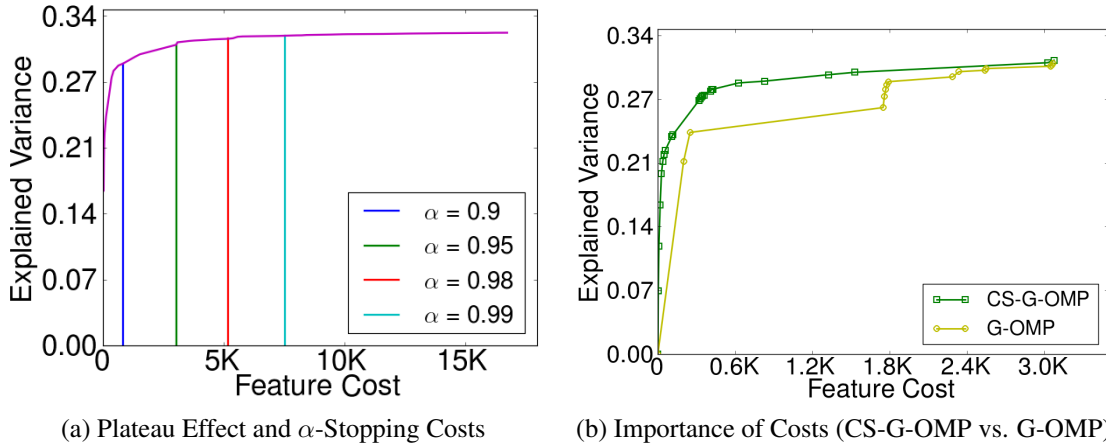 0.34
0.27
0.21
0.14
0.07
0.00
Explained Variance
0
5K
10K
15K
Feature Cost
α = 0.9
α = 0.95
α = 0.98
α = 0.99
(a) Plateau Effect and α-Stopping Costs
0.34
0.27
0.21
0.14
0.07
0.00
Explained Variance
0
0.6K
1.2K
1.8K
2.4K
3.0K
Feature Cost
CS-G-OMP
G-OMP
(b) Importance of Costs (CS-G-OMP vs. G-OMP)